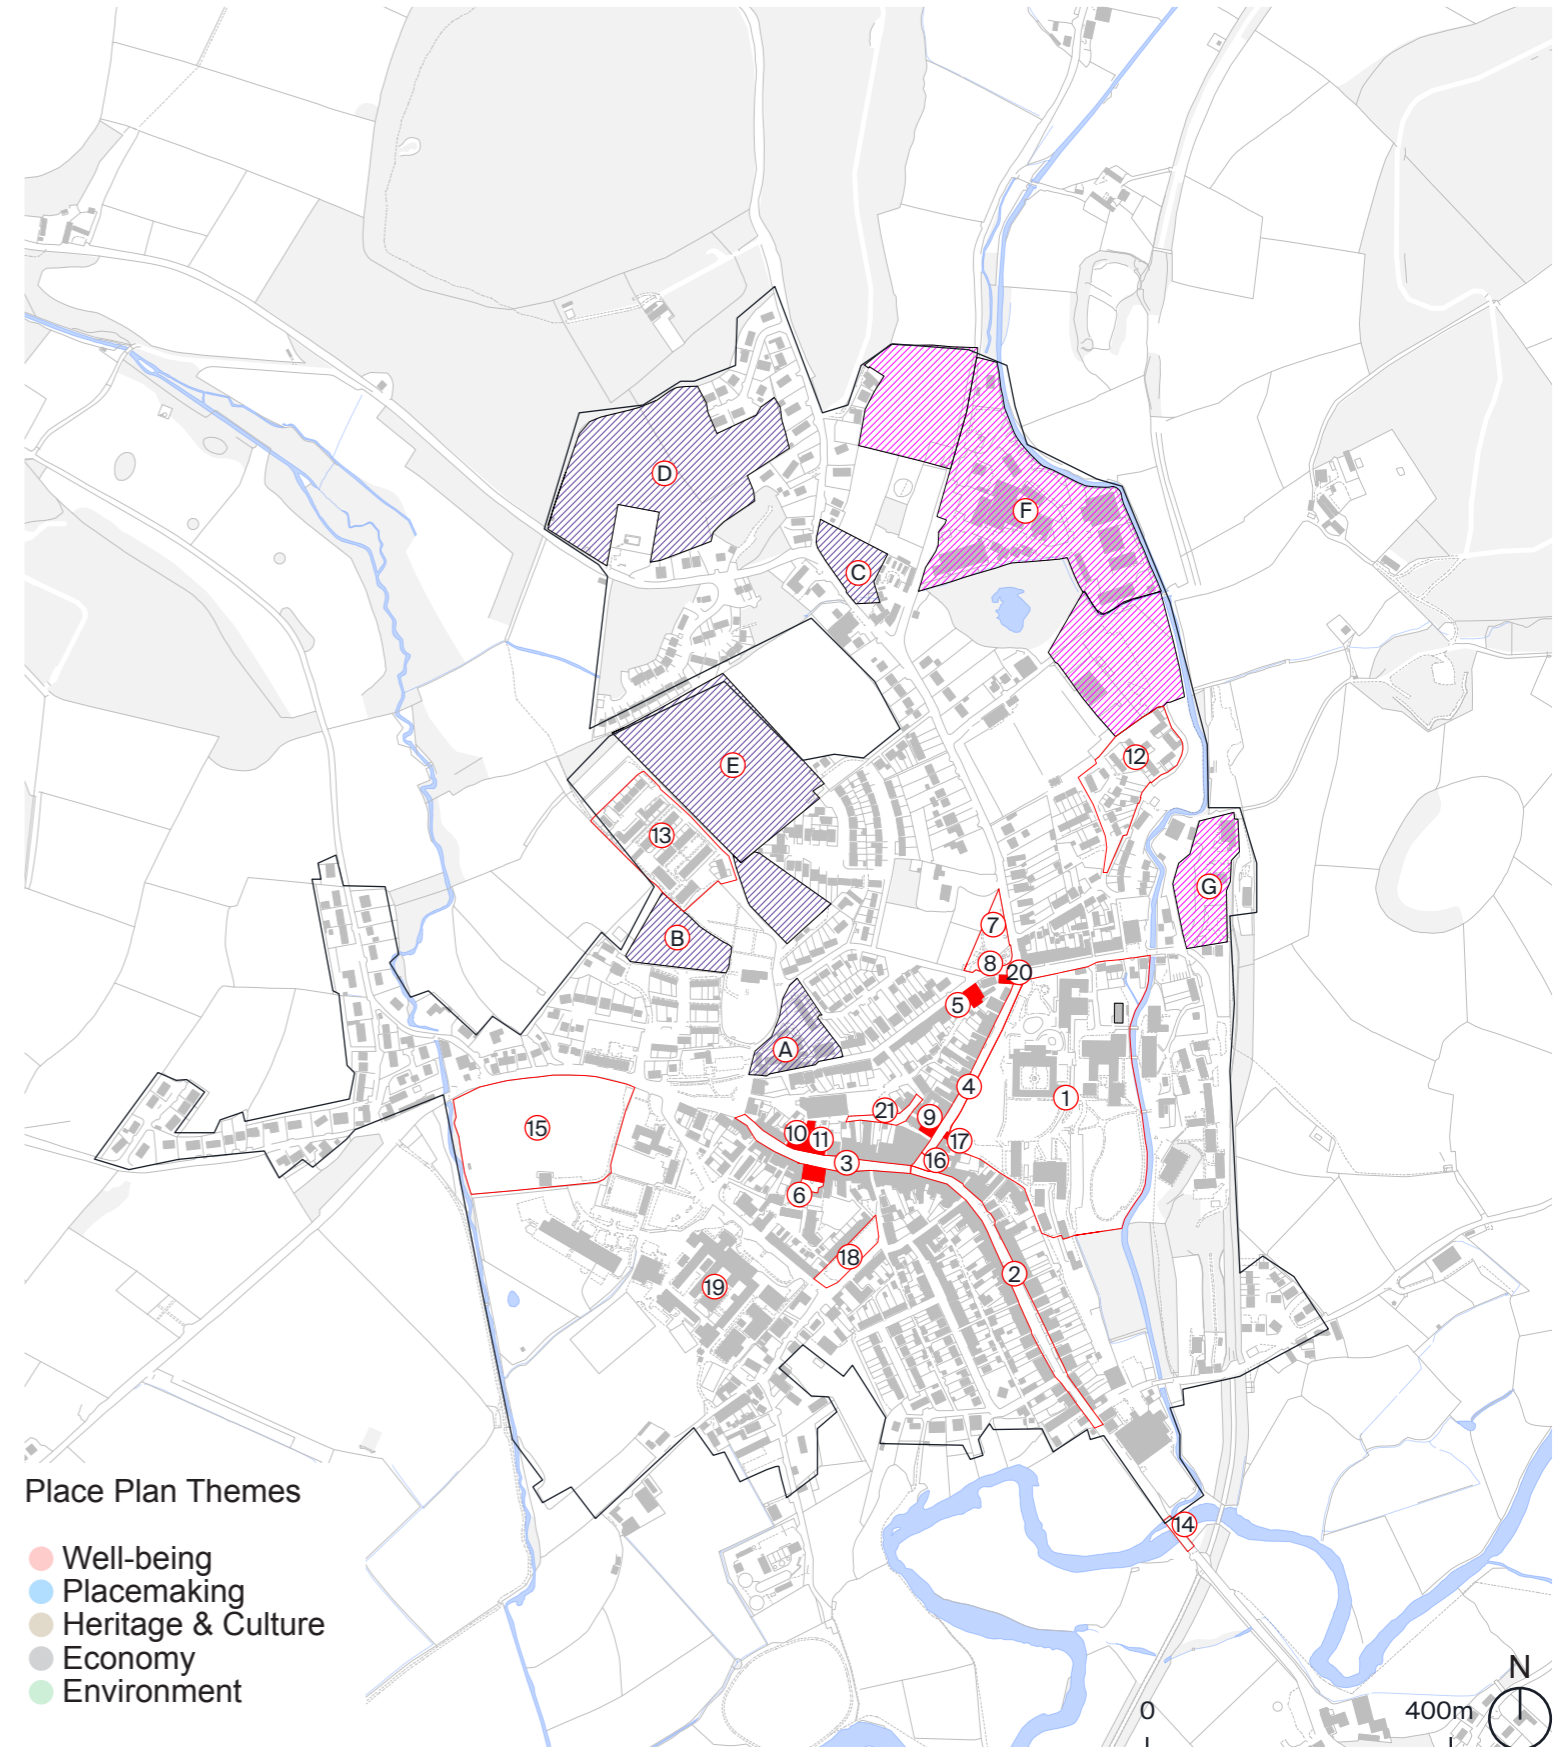 D
F
C
E
12
13
G
7
B
8
20
5
A
4
1
21
9
15
10
11
17
16
3
6
18
2
19
Place Plan Themes
14
Well-being
Placemaking
Heritage & Culture
Economy
Environment
N
0
400m